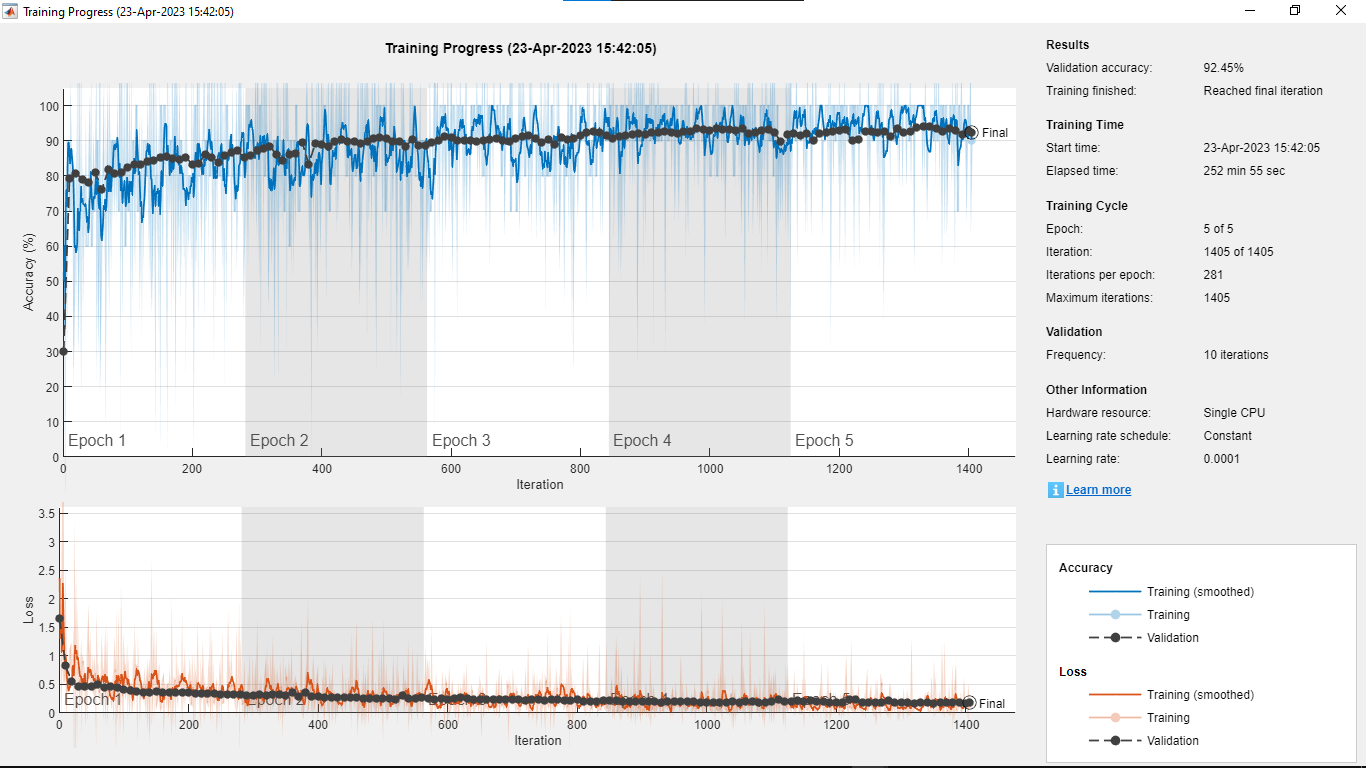 Training Progress (23-Apr-2023 15:42:05)
Training Progress (23-Apr-2023 15:42:05)
Accuracy (%)
100
90
80
70
60
50
40
30
20
10
0
Final
Epoch 1
Epoch 2
Epoch 3
Epoch 4
Epoch 5
0 200 400 600 800 1000 1200 1400
Iteration
Loss
3.5
3
2.5
2
1.5
1
0.5
0
Final
Epoch 1
Epoch 2
Epoch 3
Epoch 4
Epoch 5
0 200 400 600 800 1000 1200 1400
Iteration
Results
Validation accuracy: 92.45%
Training finished: Reached final iteration
Training Time
Start time: 23-Apr-2023 15:42:05
Elapsed time: 252 min 55 sec
Training Cycle
Epoch: 5 of 5
Iteration: 1405 of 1405
Iterations per epoch: 281
Maximum iterations: 1405
Validation
Frequency: 10 iterations
Other Information
Hardware resource: Single CPU
Learning rate schedule: Constant
Learning rate: 0.0001
Learn more
Accuracy
Training (smoothed)
Training
Validation
Loss
Training (smoothed)
Training
Validation